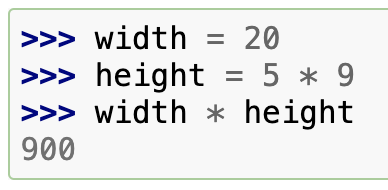 >>> width = 20
>>> height = 5 * 9
>>> width * height
900